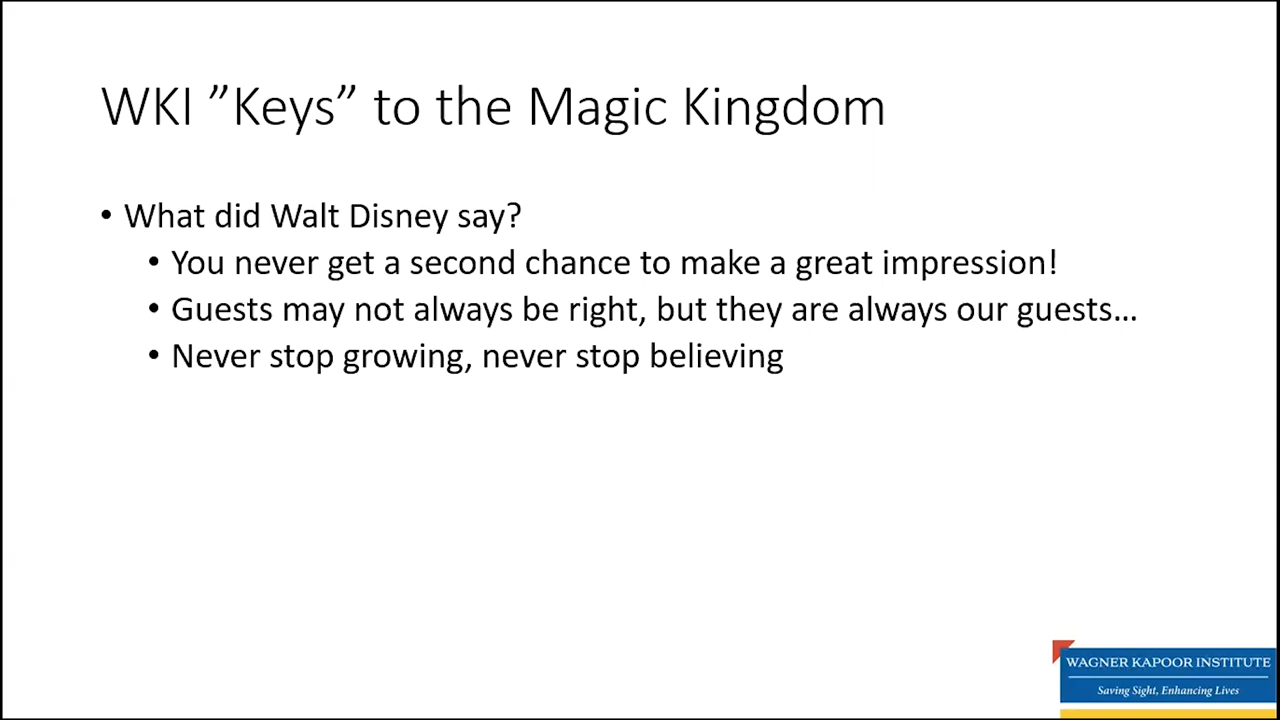 WKI ”Keys” to the Magic Kingdom
• What did Walt Disney say?
• You never get a second chance to make a great impression!
• Guests may not always be right, but they are always our guests…
• Never stop growing, never stop believing
WAGNER KAPOOR INSTITUTE
Saving Sight, Enhancing Lives